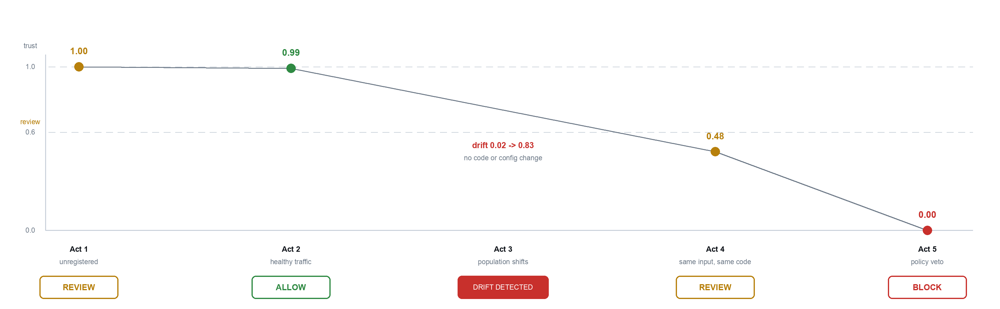 trust
1.00
0.99
1.0
review
0.6
0.48
drift 0.02 -> 0.83
no code or config change
0.00
0.0
Act 1
Act 2
Act 3
Act 4
Act 5
unregistered
healthy traffic
population shifts
same input, same code
policy veto
REVIEW
ALLOW
DRIFT DETECTED
REVIEW
BLOCK